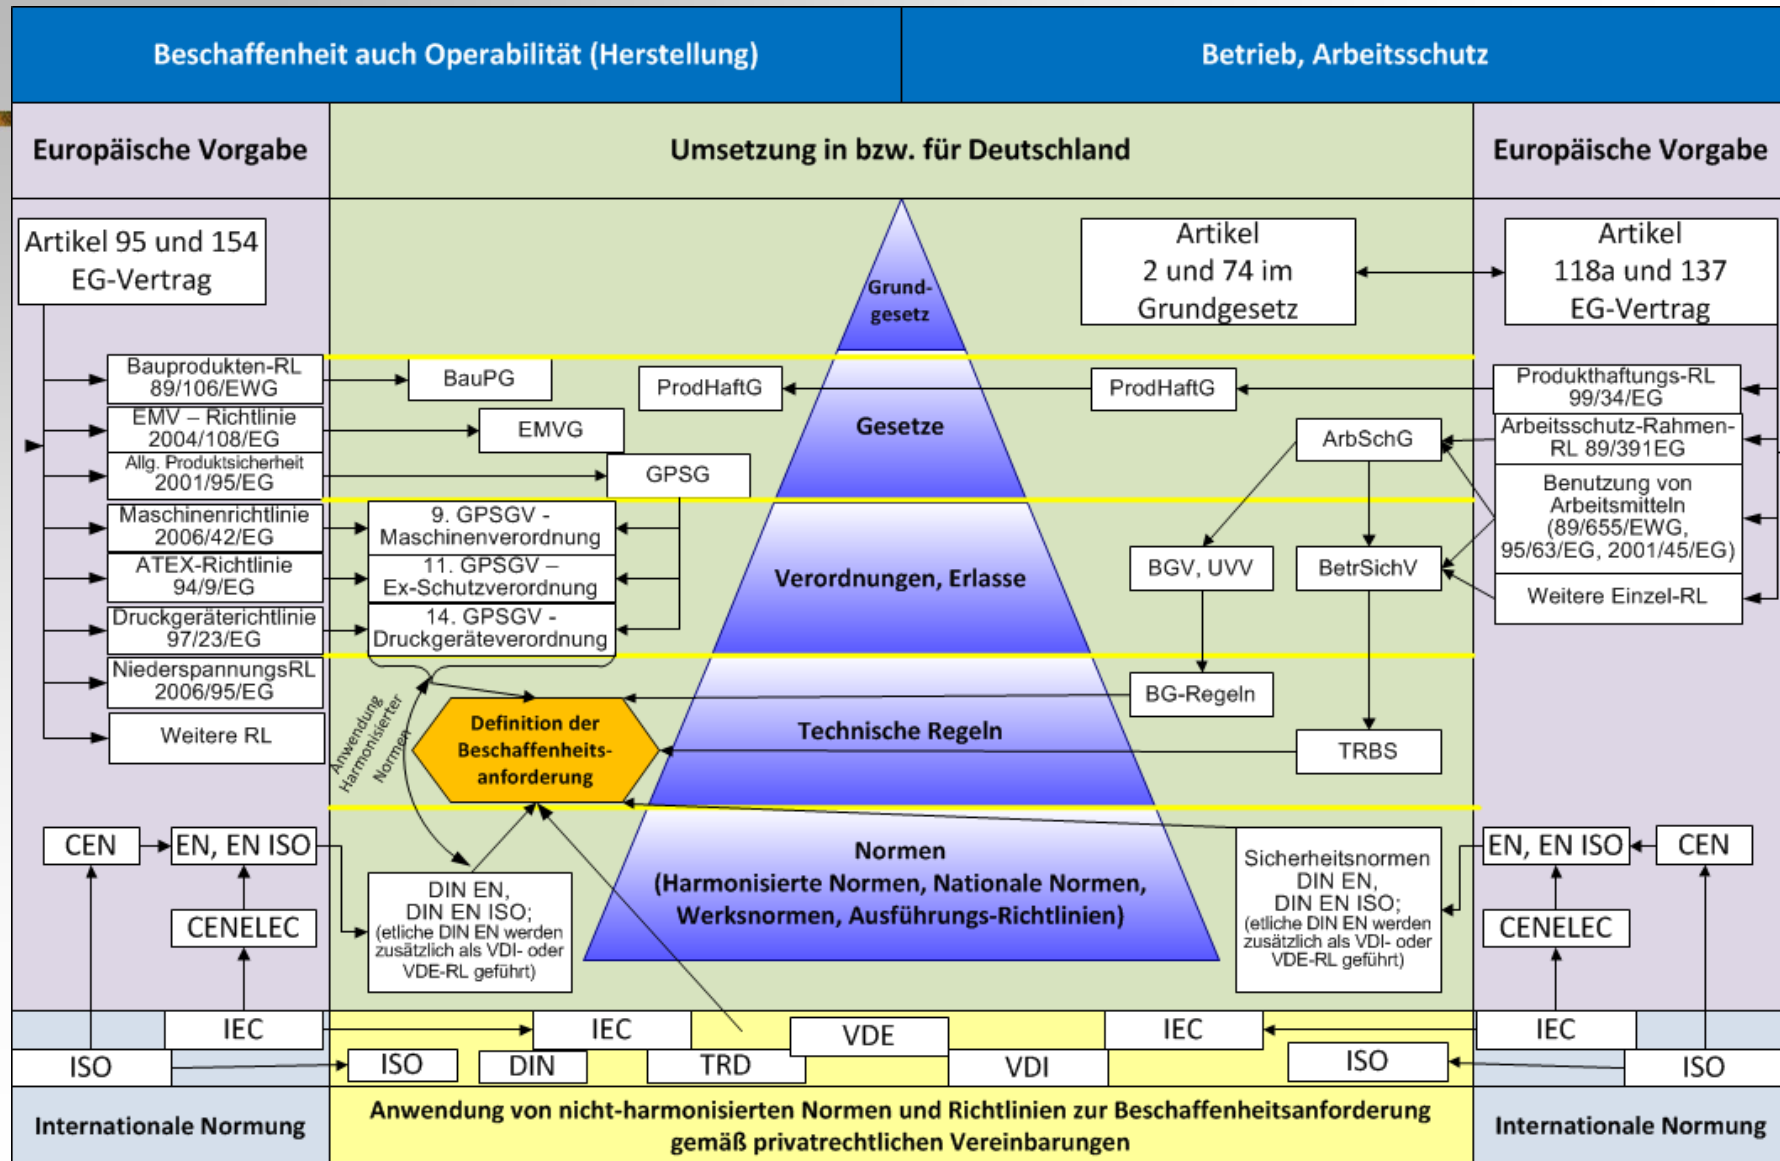 Beschaffenheit auch Operabilität (Herstellung)
Betrieb, Arbeitsschutz
Europäische Vorgabe
Umsetzung in bzw. für Deutschland
Europäische Vorgabe
Artikel 95 und 154
EG-Vertrag
Bauprodukten-RL
89/106/EWG
EMV – Richtlinie
2004/108/EG
Allg. Produktsicherheit
2001/95/EG
Maschinenrichtlinie
2006/42/EG
ATEX-Richtlinie
94/9/EG
Druckgeräterichtlinie
97/23/EG
NiederspannungsRL
2006/95/EG
Weitere RL
BauPG
EMVG
GPSG
ProdHaftG
9. GPSGV -
Maschinenverordnung
11. GPSGV –
Ex-Schutzverordnung
14. GPSGV -
Druckgeräteverordnung
Anwendung
Harmonisierter
Normen
Definition der
Beschaffenheits-
anforderung
Grund-
gesetz
Gesetze
Verordnungen, Erlasse
Technische Regeln
Normen
(Harmonisierte Normen, Nationale Normen,
Werksnormen, Ausführungs-Richtlinien)
Artikel
2 und 74 im
Grundgesetz
ProdHaftG
ArbSchG
BGV, UVV
BetrSichV
BG-Regeln
TRBS
Artikel
118a und 137
EG-Vertrag
Produkthaftungs-RL
99/34/EG
Arbeitsschutz-Rahmen-
RL 89/391EG
Benutzung von
Arbeitsmitteln
(89/655/EWG,
95/63/EG, 2001/45/EG)
Weitere Einzel-RL
CEN
EN, EN ISO
CENELEC
DIN EN,
DIN EN ISO;
(etliche DIN EN werden
zusätzlich als VDI- oder
VDE-RL geführt)
Sicherheitsnormen
DIN EN,
DIN EN ISO;
(etliche DIN EN werden
zusätzlich als VDI- oder
VDE-RL geführt)
EN, EN ISO
CEN
CENELEC
IEC
IEC
VDE
IEC
IEC
ISO
ISO
DIN
TRD
VDI
ISO
ISO
Internationale Normung
Anwendung von nicht-harmonisierten Normen und Richtlinien zur Beschaffenheitsanforderung
gemäß privatrechtlichen Vereinbarungen
Internationale Normung